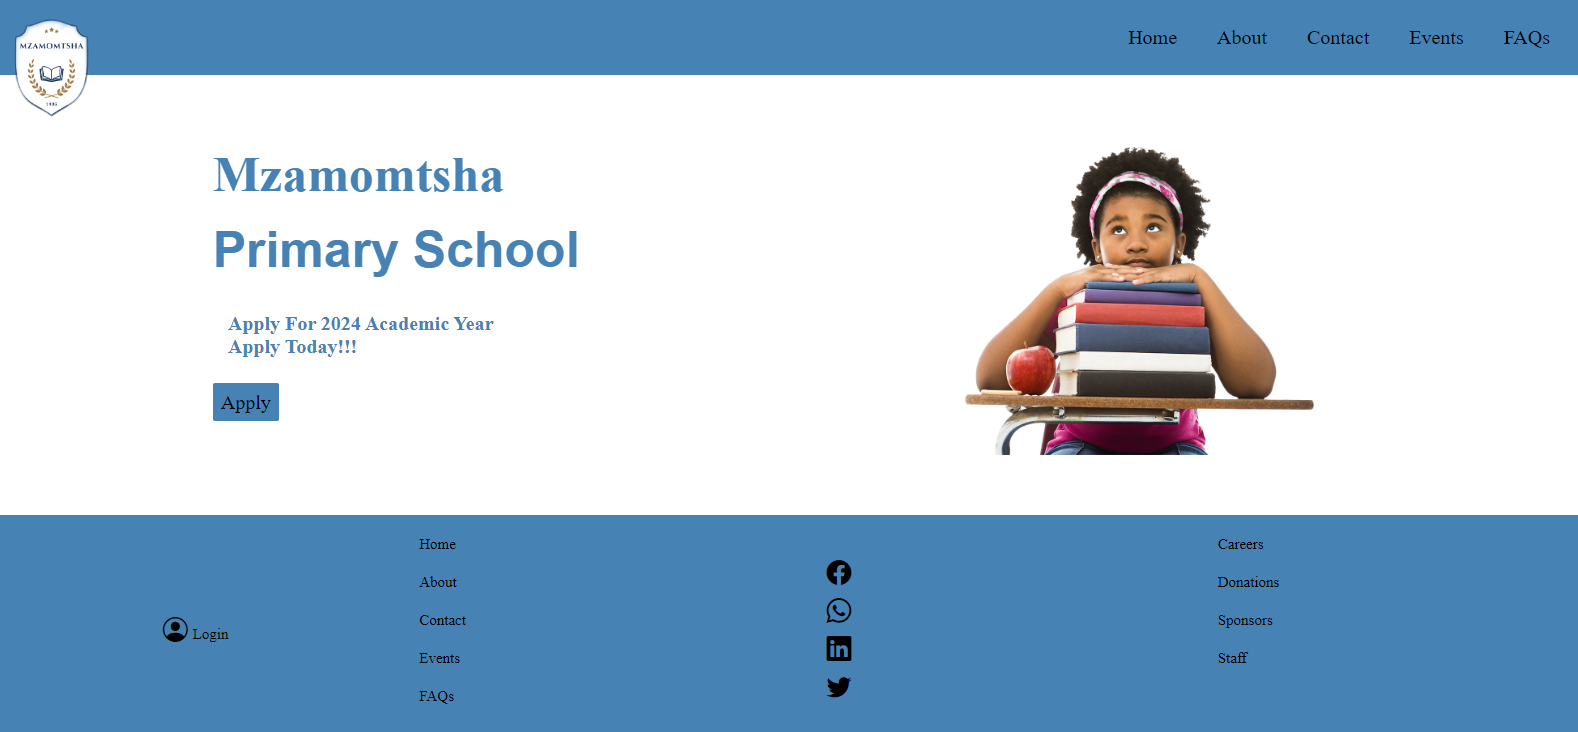 MZAMOMTSHA
Home About Contact Events FAQs
Mzamomtsha
Primary School
Apply For 2024 Academic Year
Apply Today!!!
Apply
Login
Home
About
Contact
Events
FAQs
Careers
Donations
Sponsors
Staff